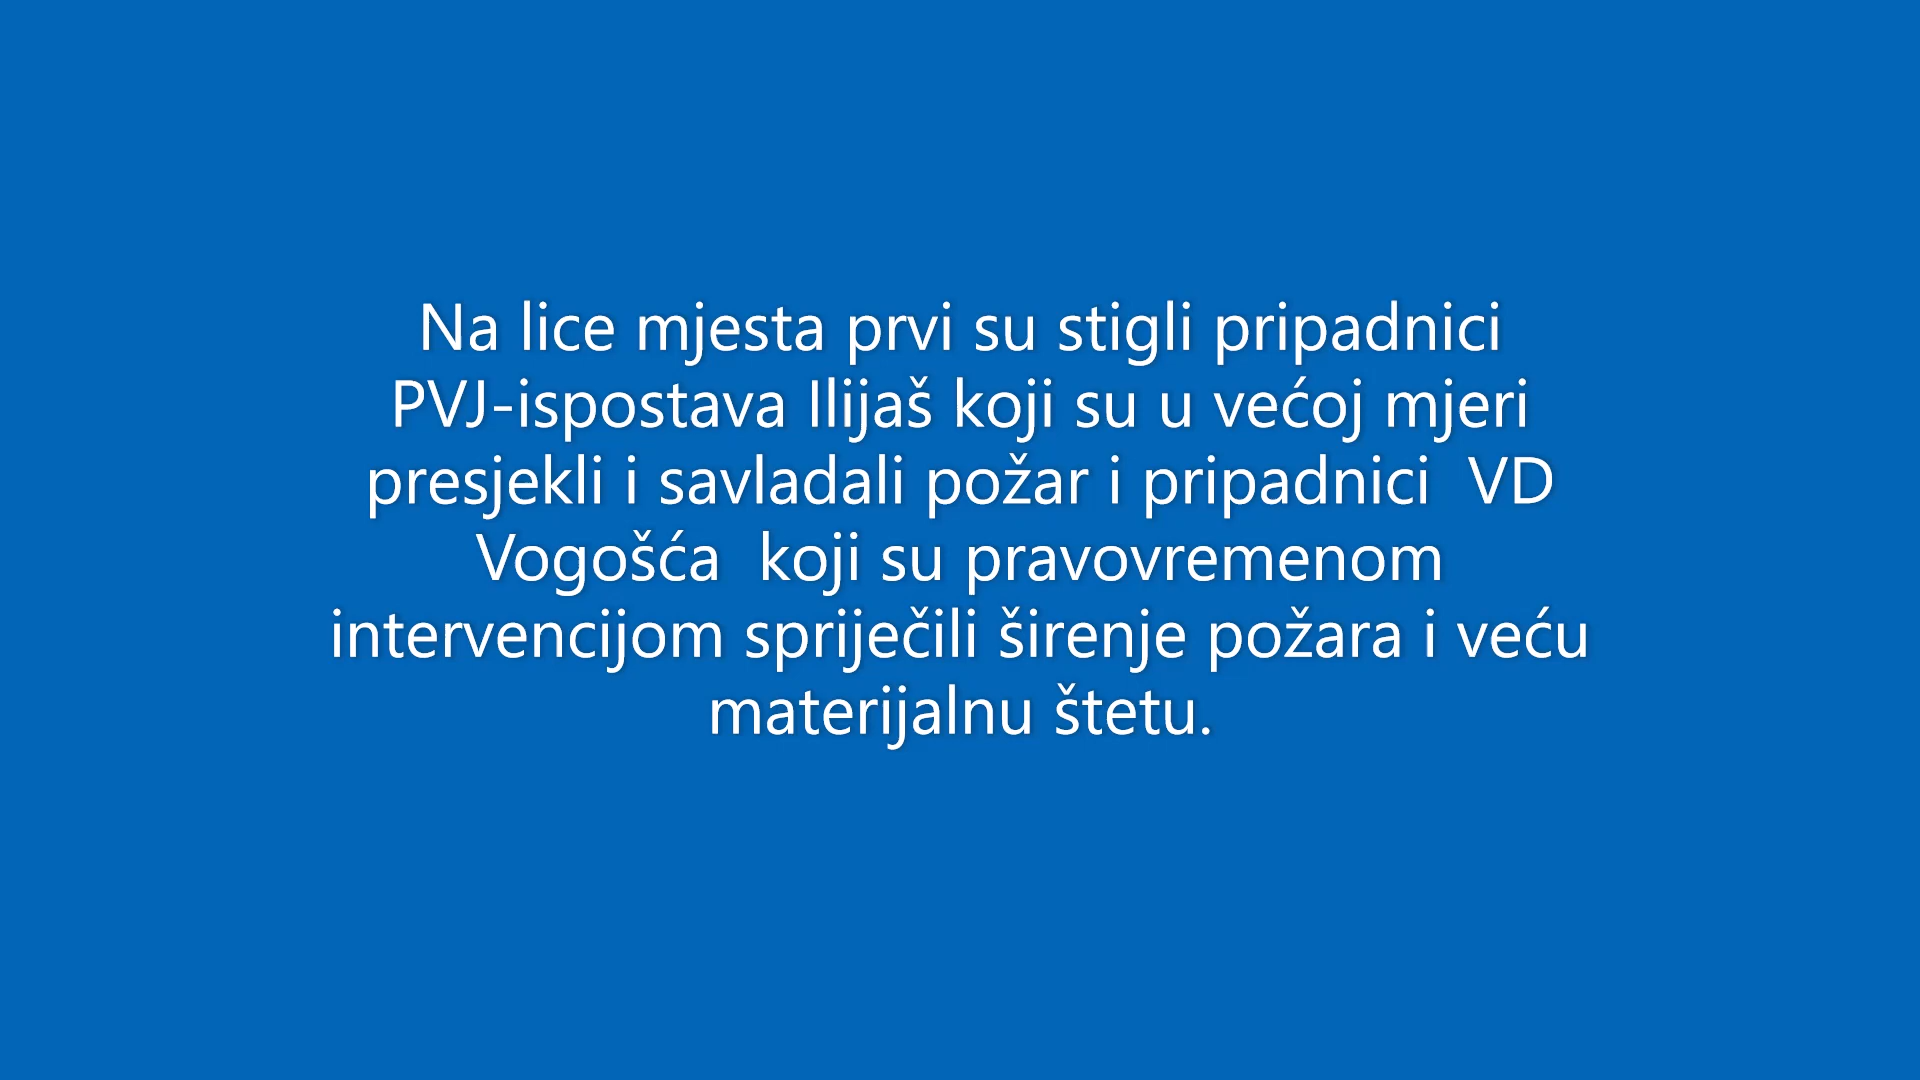 Na lice mjesta prvi su stigli pripadnici
PVJ-ispostava Ilijaš koji su u većoj mjeri
presjekli i savladali požar i pripadnici  VD
Vogošća  koji su pravovremenom
intervencijom spriječili širenje požara i veću
materijalnu štetu.